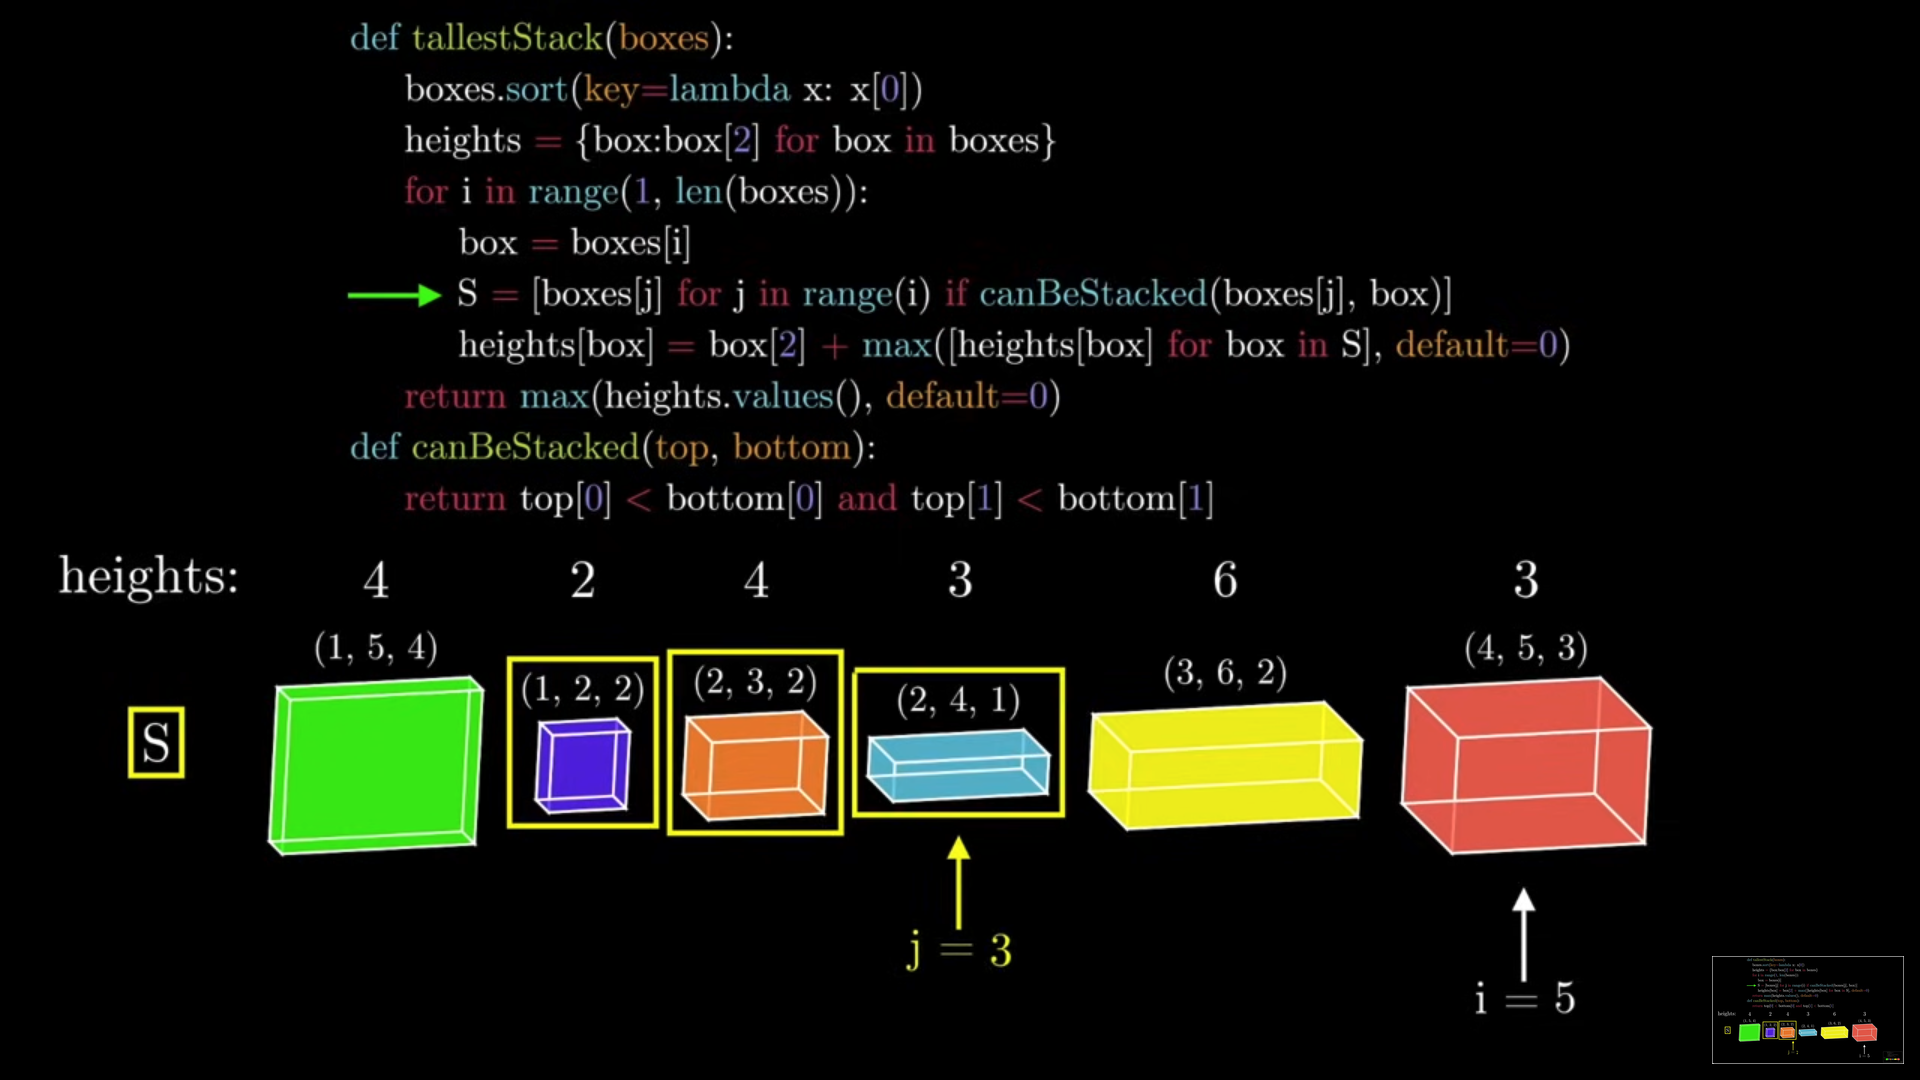 def tallestStack(boxes):
boxes.sort(key=lambda x: x[0])
heights = {box:box[2] for box in boxes}
for i in range(1, len(boxes)):
box = boxes[i]
S = [boxes[j] for j in range(i) if canBeStacked(boxes[j], box)]
heights[box] = box[2] + max([heights[box] for box in S], default=0)
return max(heights.values(), default=0)
def canBeStacked(top, bottom):
return top[0] < bottom[0] and top[1] < bottom[1]
heights: 4 2 4 3 6 3
(1, 5, 4) (1, 2, 2) (2, 3, 2) (2, 4, 1) (3, 6, 2) (4, 5, 3)
S
j = 3
i = 5